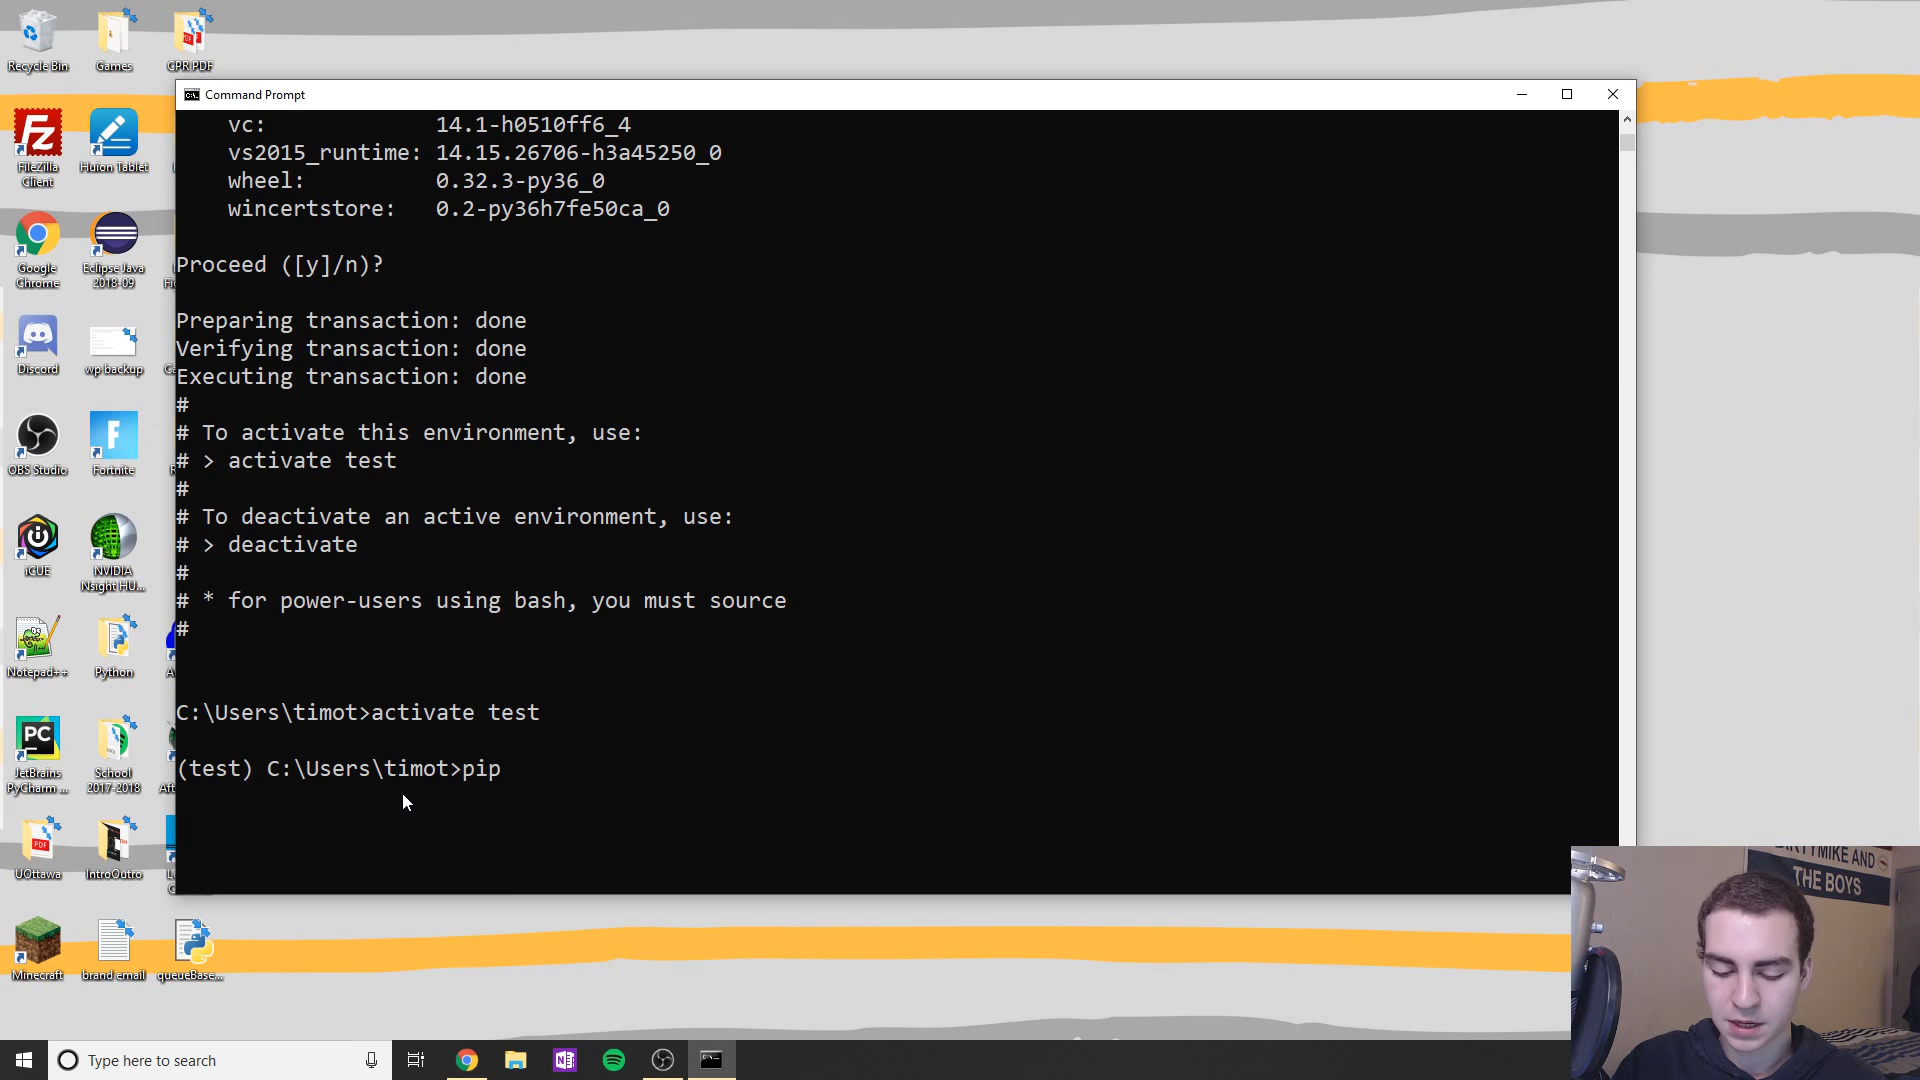 Recycle Bin
Games
CPR PDF
Command Prompt
FileZilla
Client
Huion Tablet
Google
Chrome
Eclipse Java
2018-09
Discord
wp backup
OBS Studio
Fortnite
iCUE
NVIDIA
Nsight HU...
Notepad++
Python
JetBrains
PyCharm ...
School
2017-2018
UOttawa
IntroOutro
Minecraft
brand email
queueBase...
vc: 14.1-h0510ff6_4
vs2015_runtime: 14.15.26706-h3a45250_0
wheel: 0.32.3-py36_0
wincertstore: 0.2-py36h7fe50ca_0
Proceed ([y]/n)?
Preparing transaction: done
Verifying transaction: done
Executing transaction: done
#
# To activate this environment, use:
# > activate test
#
# To deactivate an active environment, use:
# > deactivate
#
# * for power-users using bash, you must source
#
C:\Users\timot>activate test
(test) C:\Users\timot>pip
MIKE AND
THE BOYS
Type here to search